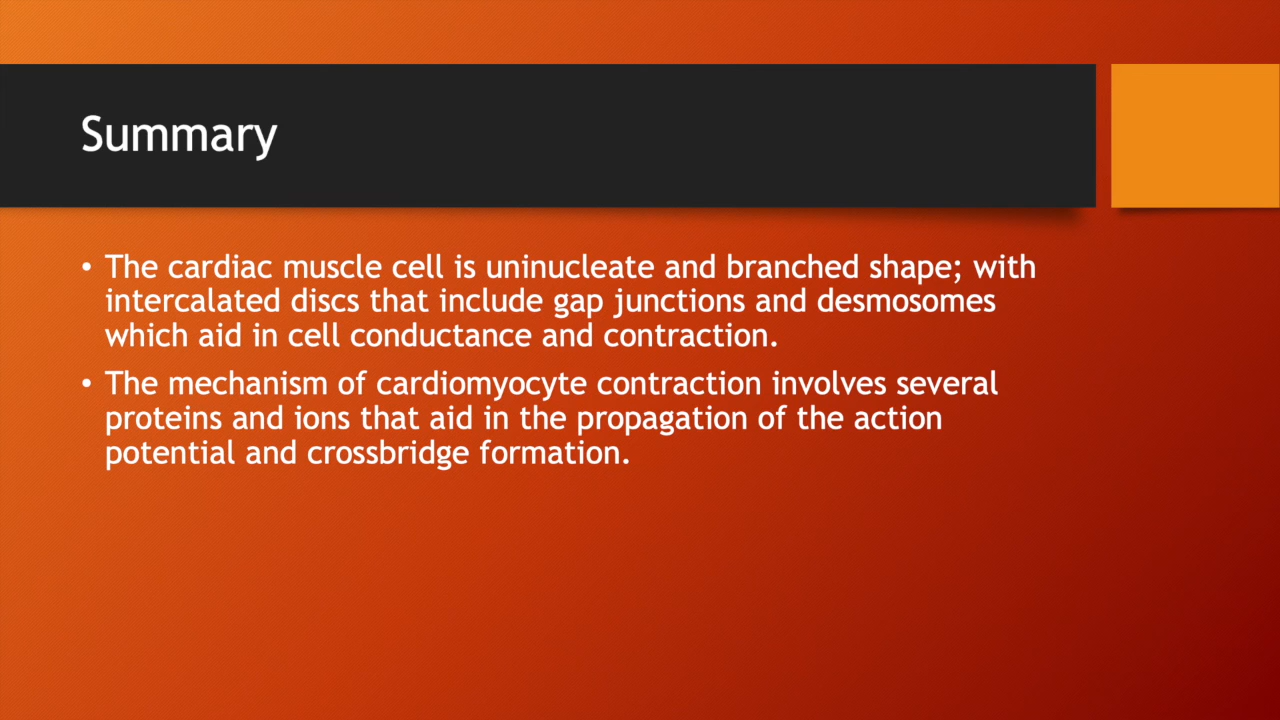 Summary
• The cardiac muscle cell is uninucleate and branched shape; with
intercalated discs that include gap junctions and desmosomes
which aid in cell conductance and contraction.
• The mechanism of cardiomyocyte contraction involves several
proteins and ions that aid in the propagation of the action
potential and crossbridge formation.